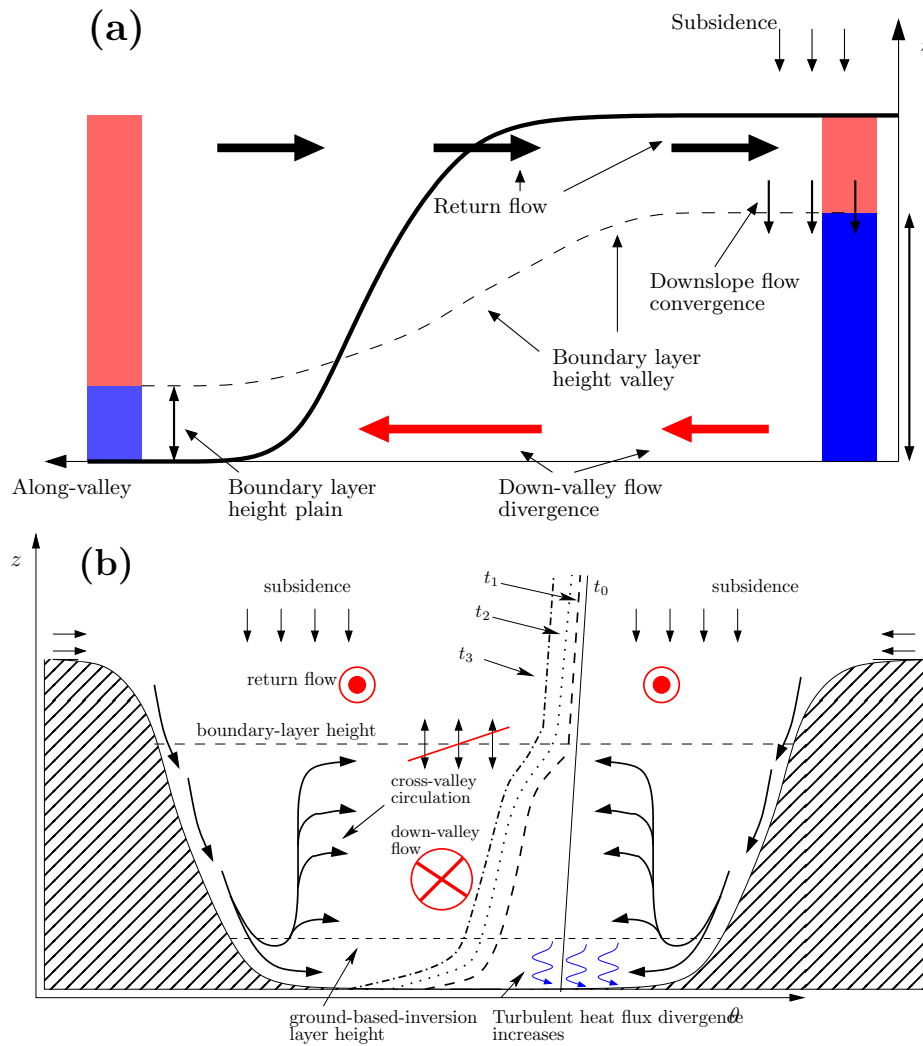 (a)
Subsidence
z
Return flow
Downslope flow
convergence
Boundary layer
height valley
Along-valley
Boundary layer
height plain
Down-valley flow
divergence
z
(b)
subsidence
t1
t0
subsidence
t2
t3
return flow
boundary-layer height
cross-valley
circulation
down-valley
flow
ground-based-inversion
layer height
Turbulent heat flux divergence
increases
θ